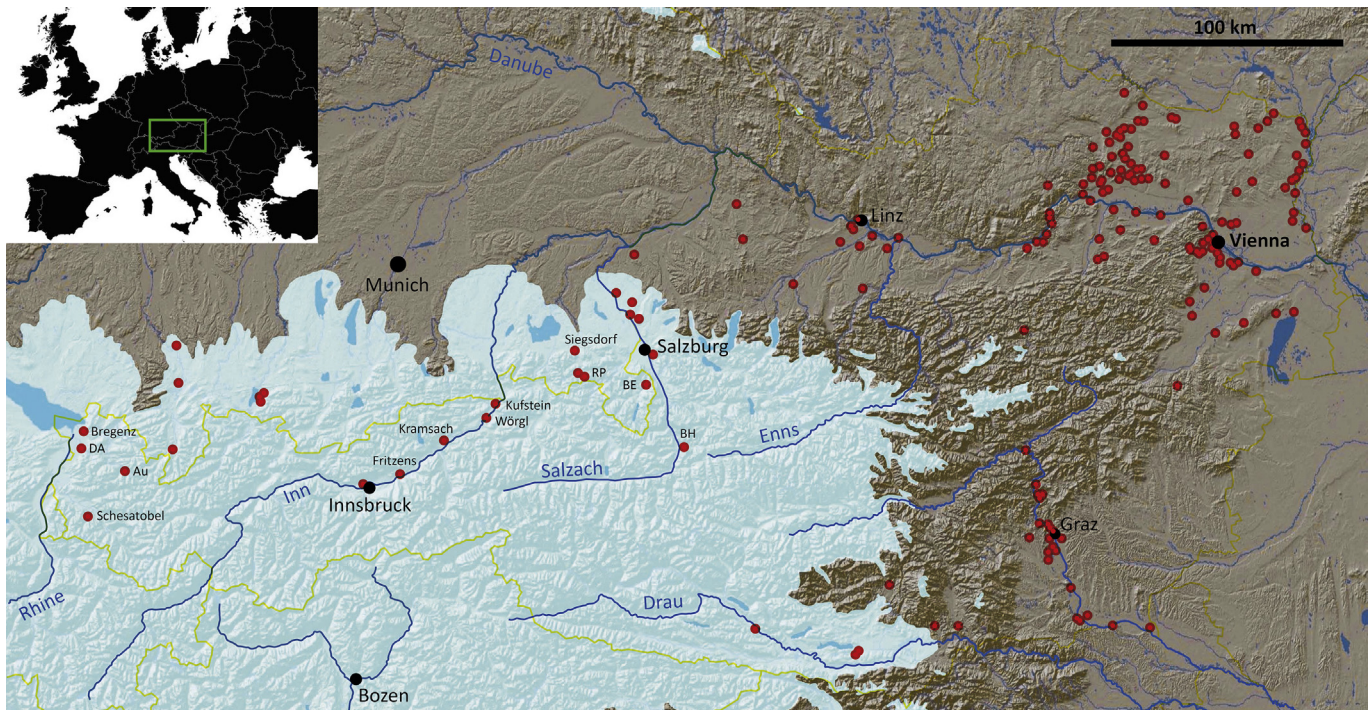 100 km
Danube
Linz
Vienna
Munich
Siegsdorf
Salzburg
RP
BE
Kufstein
Wörgl
Bregenz
Kramsach
DA
BH
Enns
Au
Fritzens
Salzach
Inn
Innsbruck
Schesatobel
Graz
Rhine
Drau
Bozen